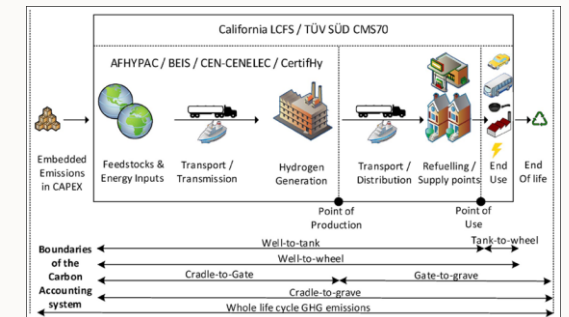 California LCFS / TÜV SÜD CMS70
AFHYPAC / BEIS / CEN-CENELEC / CertifHy
Embedded
Emissions
in CAPEX
Feedstocks &
Energy Inputs
Transport /
Transmission
Hydrogen
Generation
Transport /
Distribution
Refuelling /
Supply points
End
Use
End
Of life
Point of
Production
Point of
Use
Boundaries
of the
Carbon
Accounting
system
Well-to-tank
Tank-to-wheel
Well-to-wheel
Cradle-to-Gate
Gate-to-grave
Cradle-to-grave
Whole life cycle GHG emissions